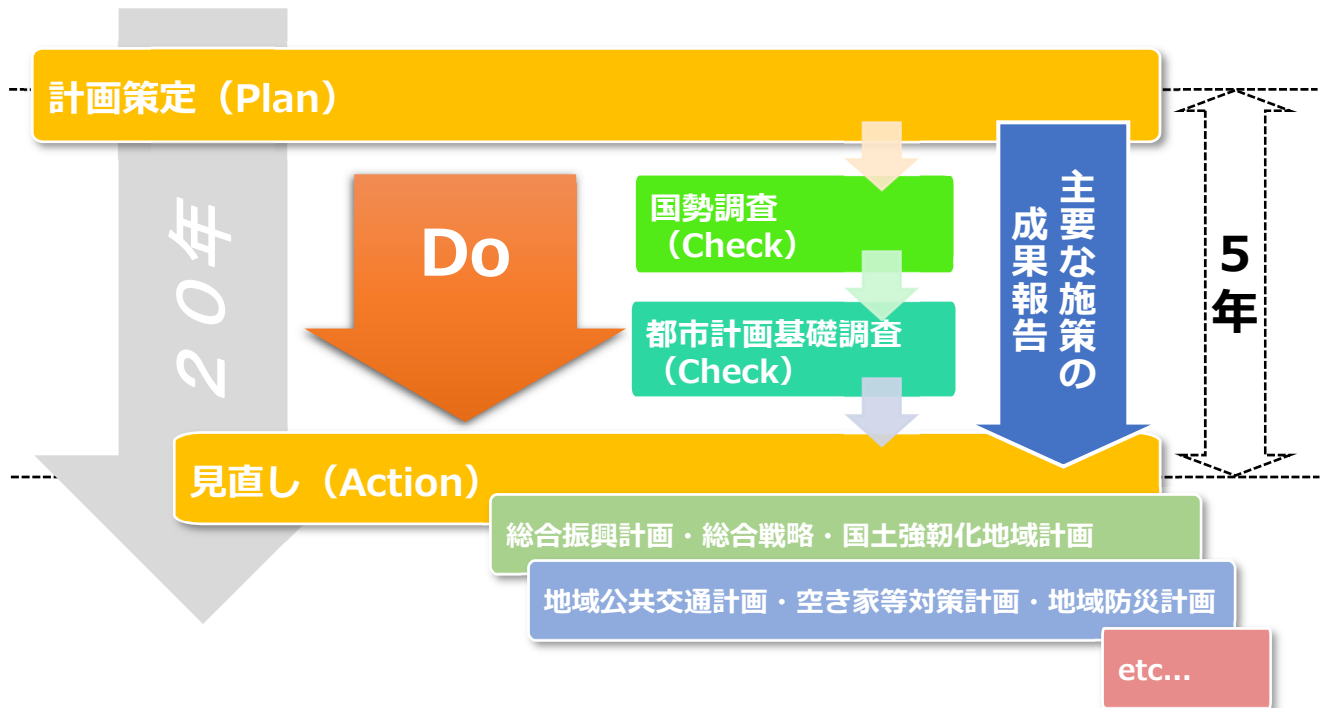 計画策定（Plan）
20年
Do
国勢調査
（Check）
都市計画基礎調査
（Check）
主要な施策の
成果報告
5
年
見直し（Action）
総合振興計画・総合戦略・国土強靭化地域計画
地域公共交通計画・空き家等対策計画・地域防災計画
etc...